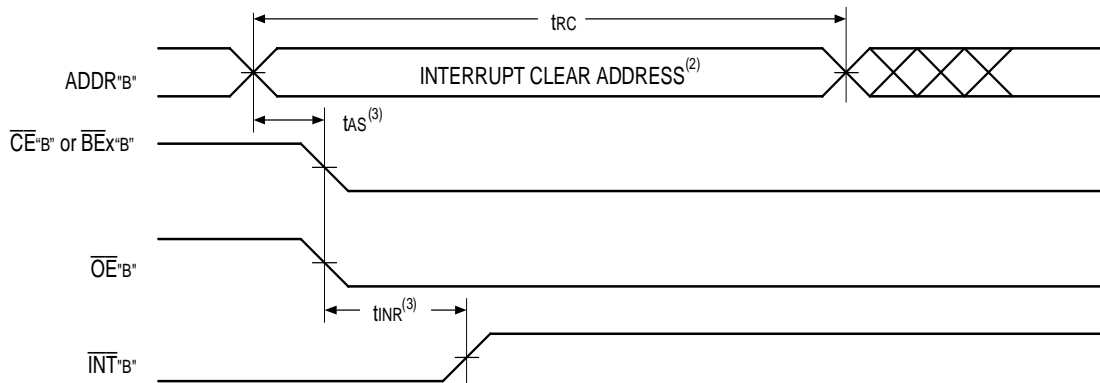 tRC
ADDR"B"
INTERRUPT CLEAR ADDRESS(2)
tAS(3)
CE“B” or BEx“B”
OE"B"
tINR(3)
INT"B"